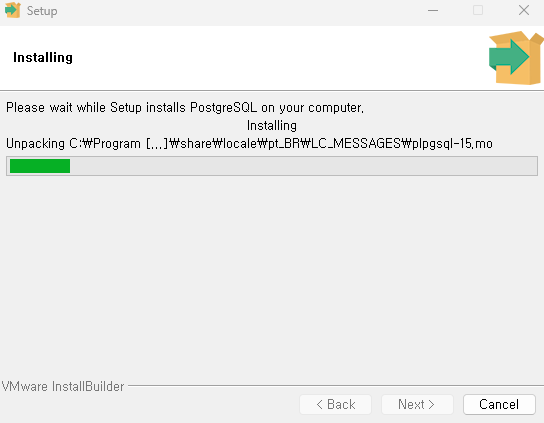 Setup
Installing
Please wait while Setup installs PostgreSQL on your computer.
Installing
Unpacking C:₩Program [...]₩share₩locale₩pt_BR₩LC_MESSAGES₩plpgsql-15.mo
VMware InstallBuilder
< Back
Next >
Cancel